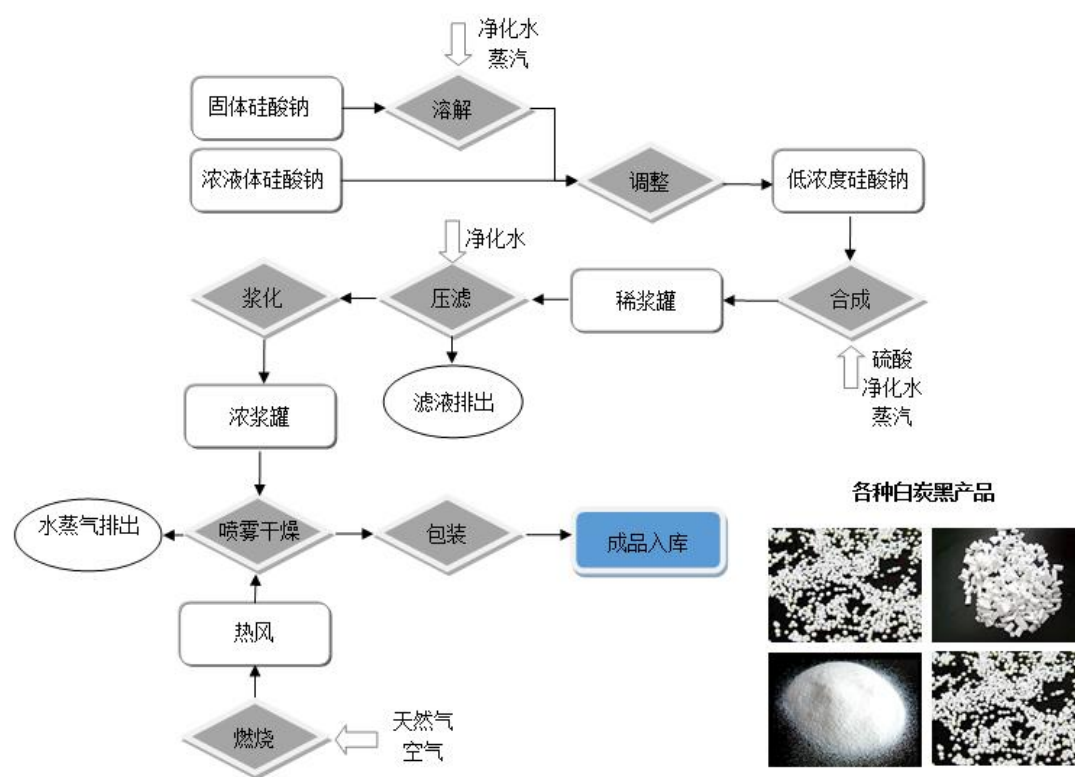 净化水
蒸汽
固体硅酸钠
溶解
浓液体硅酸钠
调整
低浓度硅酸钠
净化水
浆化
压滤
稀浆罐
合成
硫酸
净化水
蒸汽
滤液排出
浓浆罐
各种白炭黑产品
水蒸气排出
喷雾干燥
包装
成品入库
热风
燃烧
天然气
空气